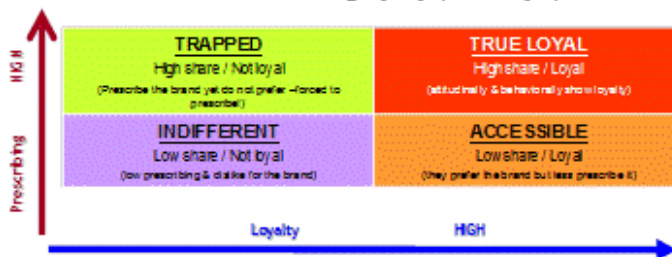 HIGH
TRAPPED
High share / Not loyal
(Prescribe the brand yet do not prefer –forced to
prescribe!)
TRUE LOYAL
High share / Loyal
(attitudinally & behaviorally show loyalty)
Prescribing
INDIFFERENT
Low share / Not loyal
(low prescribing & dislike for the brand)
ACCESSIBLE
Low share / Loyal
(they prefer the brand but less prescribe it)
Loyalty
HIGH